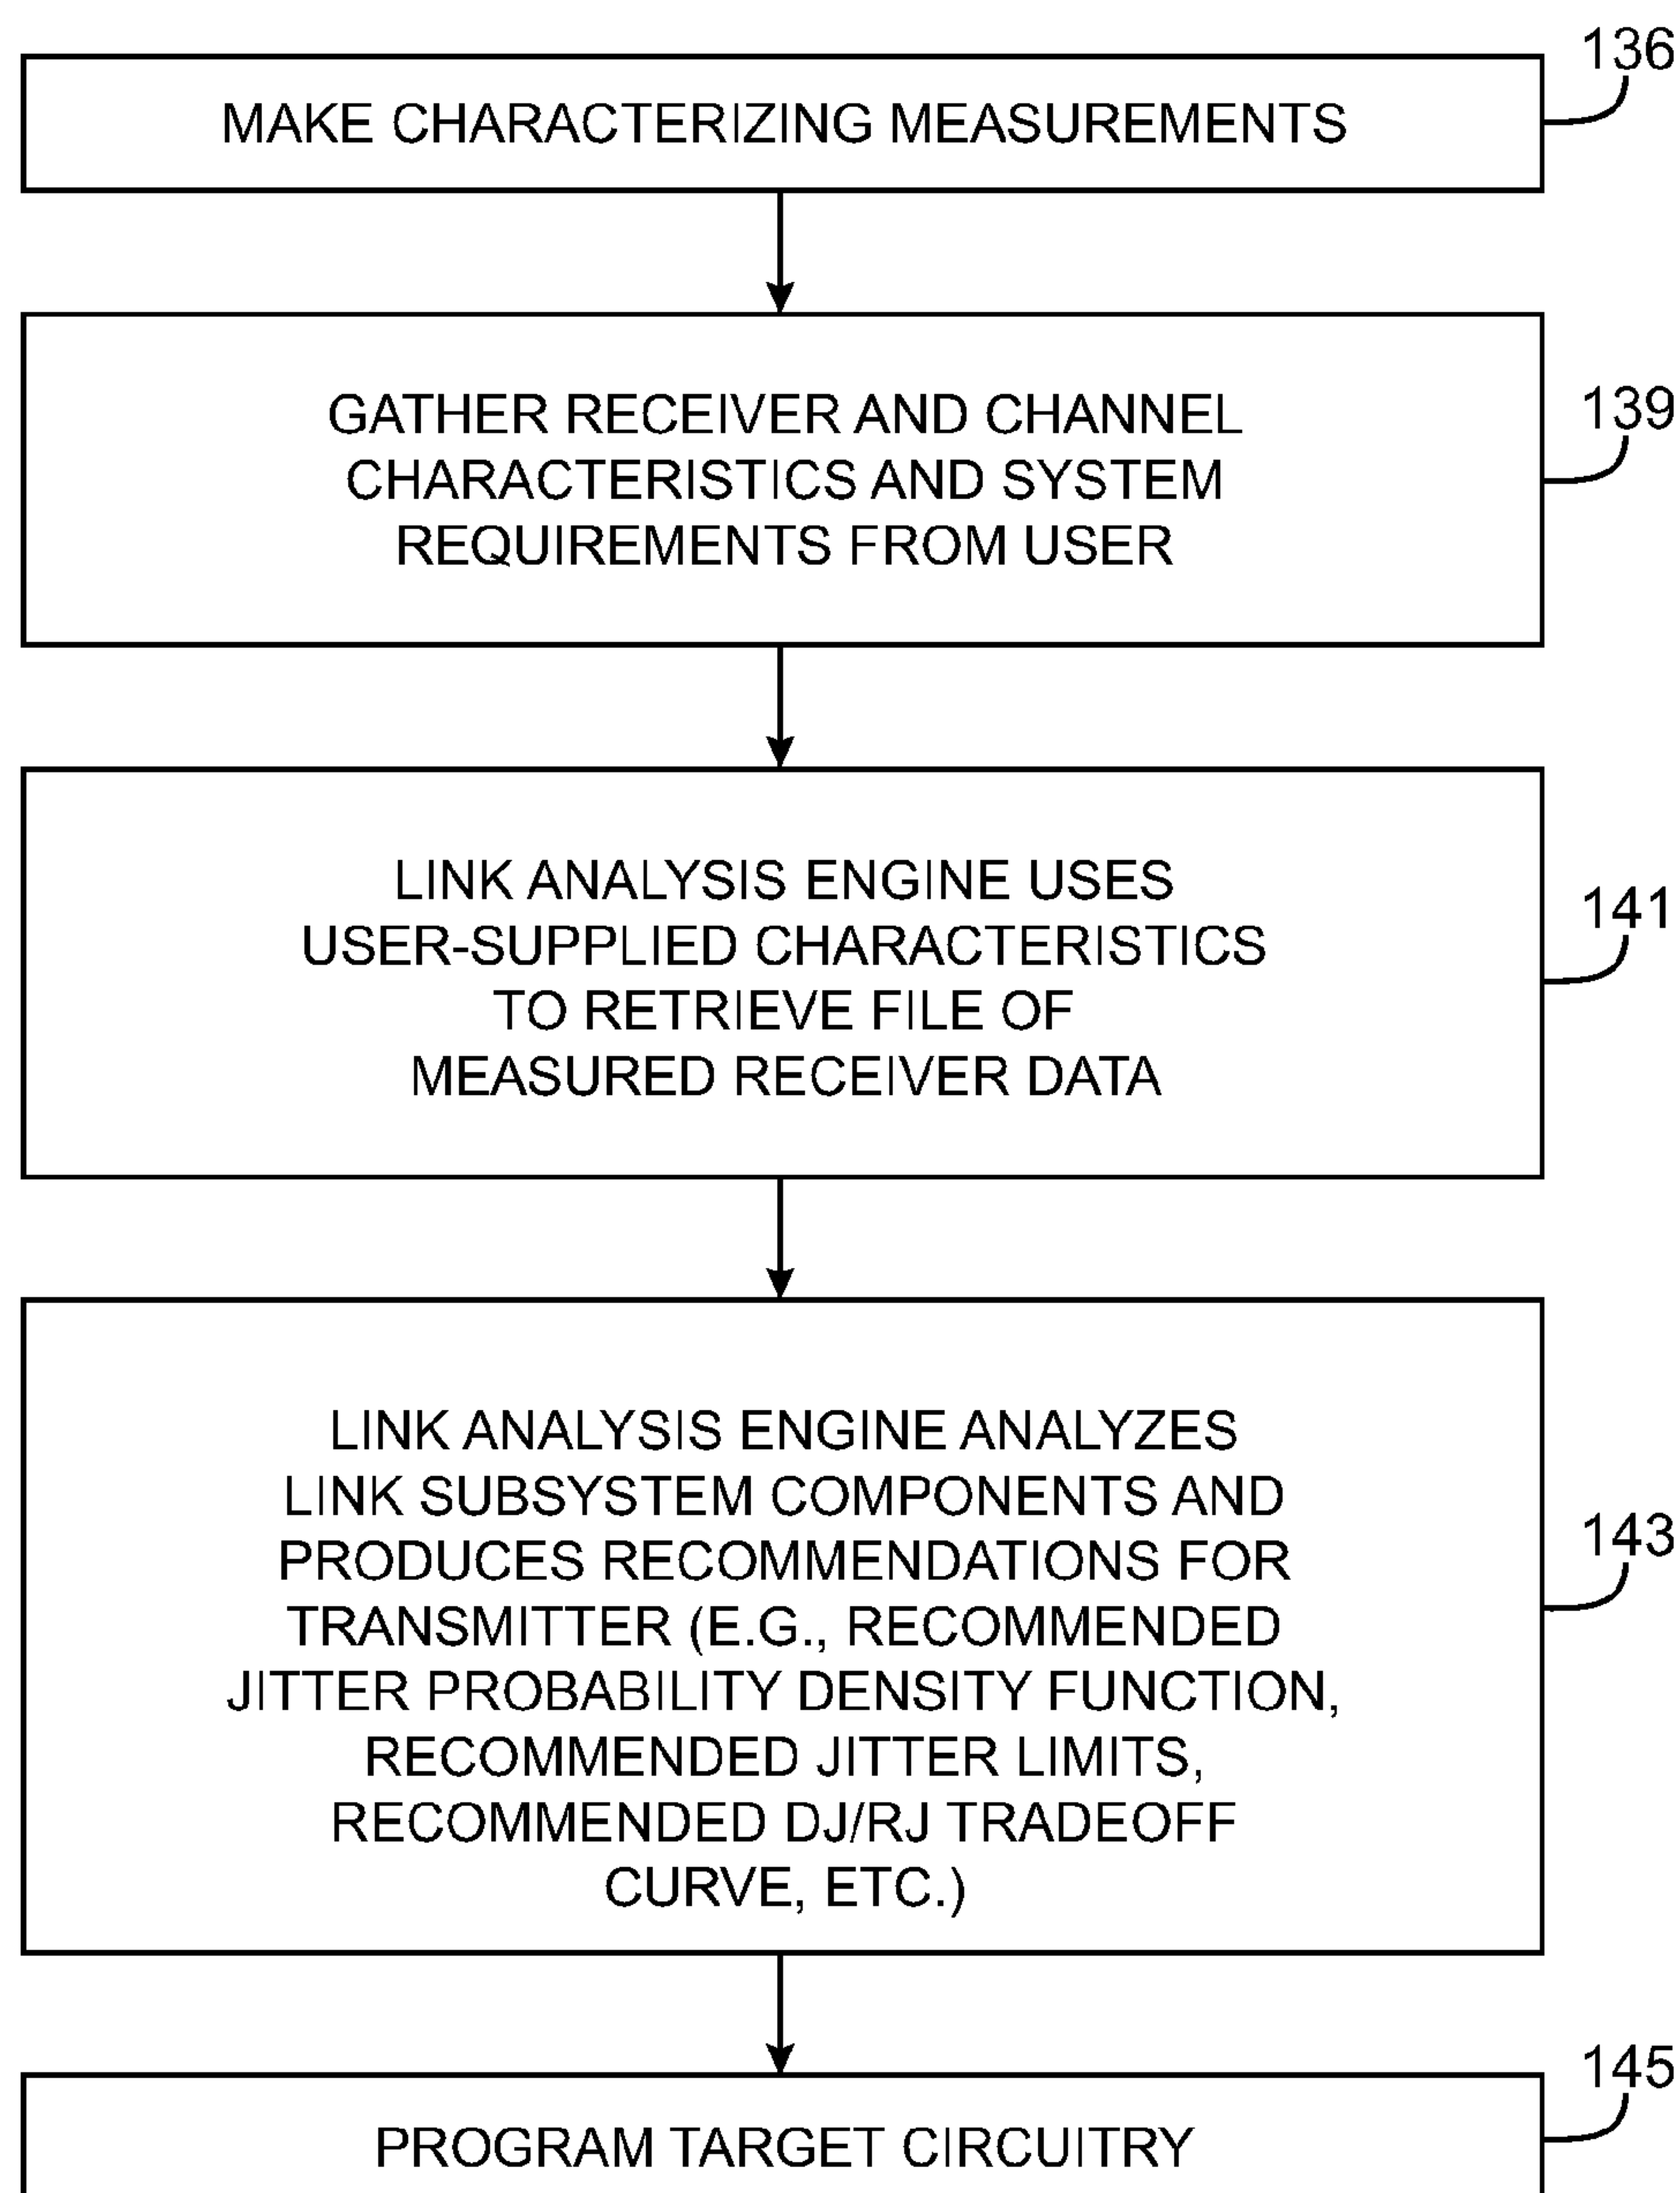 136
MAKE CHARACTERIZING MEASUREMENTS
GATHER RECEIVER AND CHANNEL
CHARACTERISTICS AND SYSTEM
REQUIREMENTS FROM USER
139
LINK ANALYSIS ENGINE USES
USER-SUPPLIED CHARACTERISTICS
TO RETRIEVE FILE OF
MEASURED RECEIVER DATA
141
LINK ANALYSIS ENGINE ANALYZES
LINK SUBSYSTEM COMPONENTS AND
PRODUCES RECOMMENDATIONS FOR
TRANSMITTER (E.G., RECOMMENDED
JITTER PROBABILITY DENSITY FUNCTION,
RECOMMENDED JITTER LIMITS,
RECOMMENDED DJ/RJ TRADEOFF
CURVE, ETC.)
143
145
PROGRAM TARGET CIRCUITRY